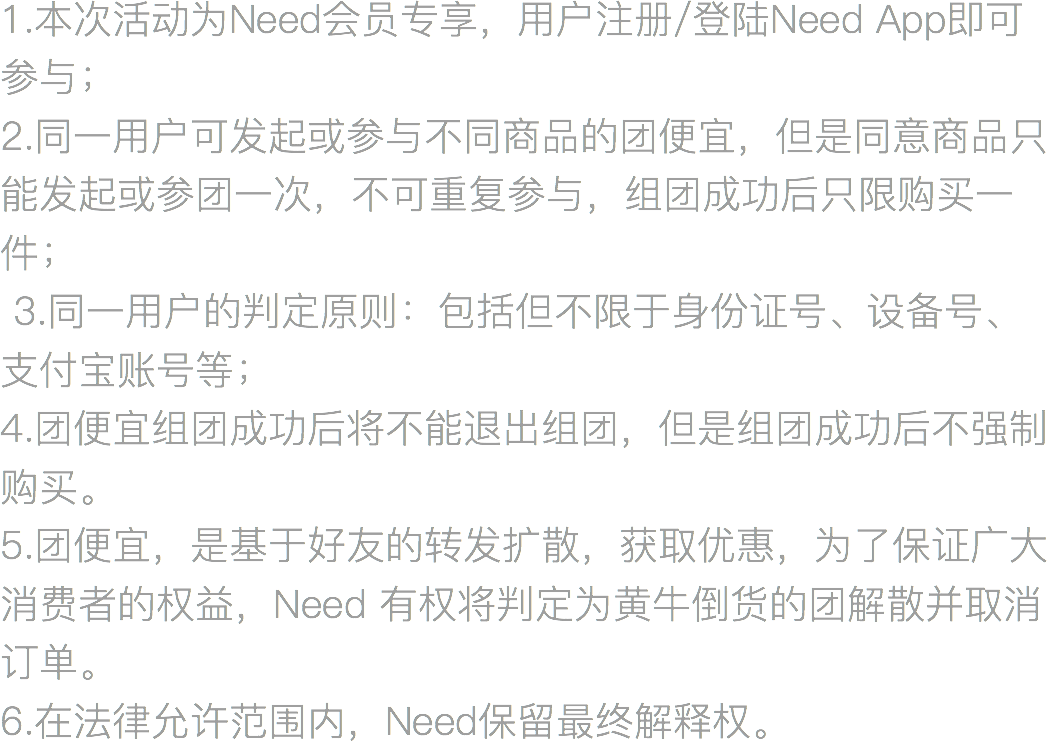 1.本次活动为Need会员专享，用户注册/登陆Need App即可
参与；
2.同一用户可发起或参与不同商品的团便宜，但是同意商品只
能发起或参团一次，不可重复参与，组团成功后只限购买一
件；
3.同一用户的判定原则：包括但不限于身份证号、设备号、
支付宝账号等；
4.团便宜组团成功后将不能退出组团，但是组团成功后不强制
购买。
5.团便宜，是基于好友的转发扩散，获取优惠，为了保证广大
消费者的权益，Need 有权将判定为黄牛倒货的团解散并取消
订单。
6.在法律允许范围内，Need保留最终解释权。